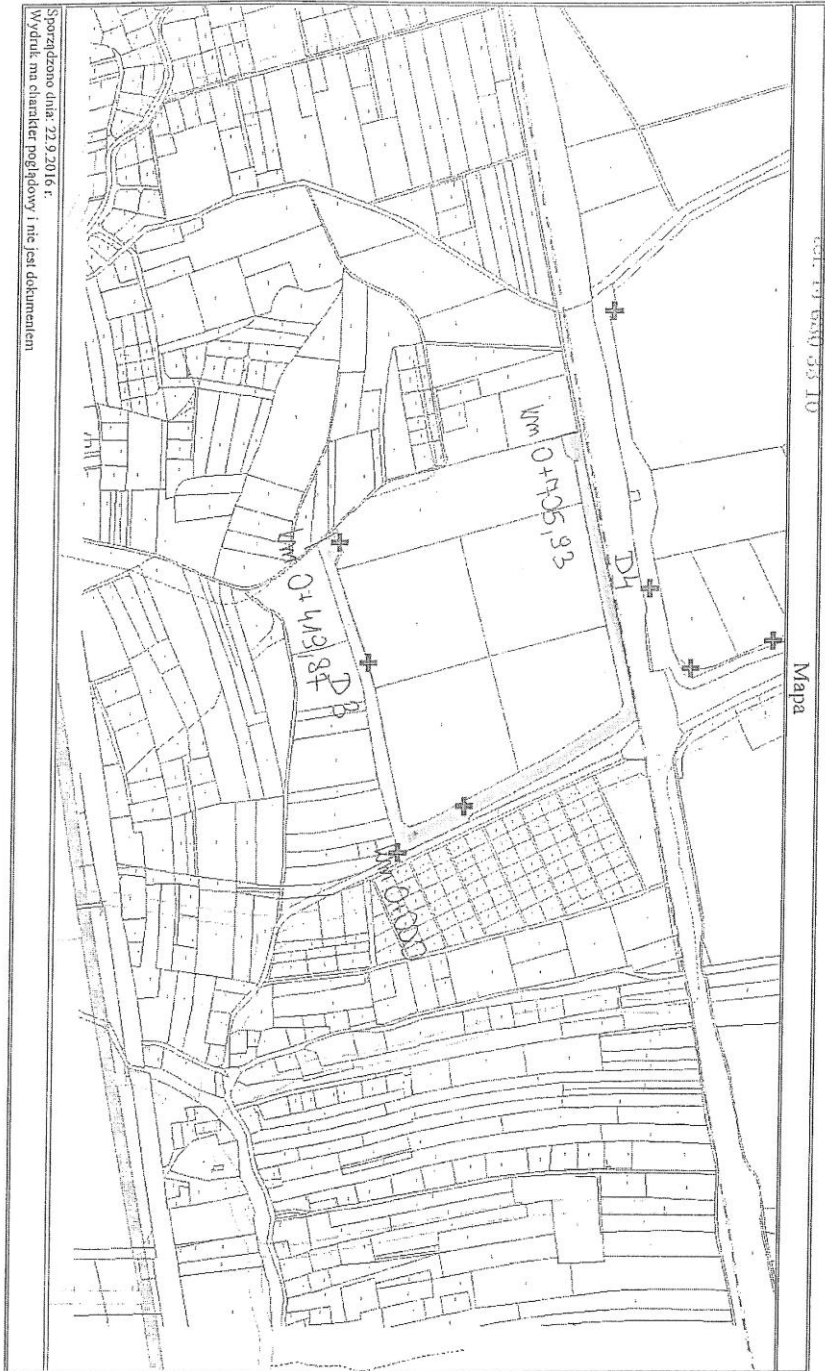 Mapa
D4
km 0+705,93
km 0+419,87
D3
km 0+000
Sporządzono dnia: 22.9.2016 r.
Wydruk ma charakter poglądowy i nie jest dokumentem